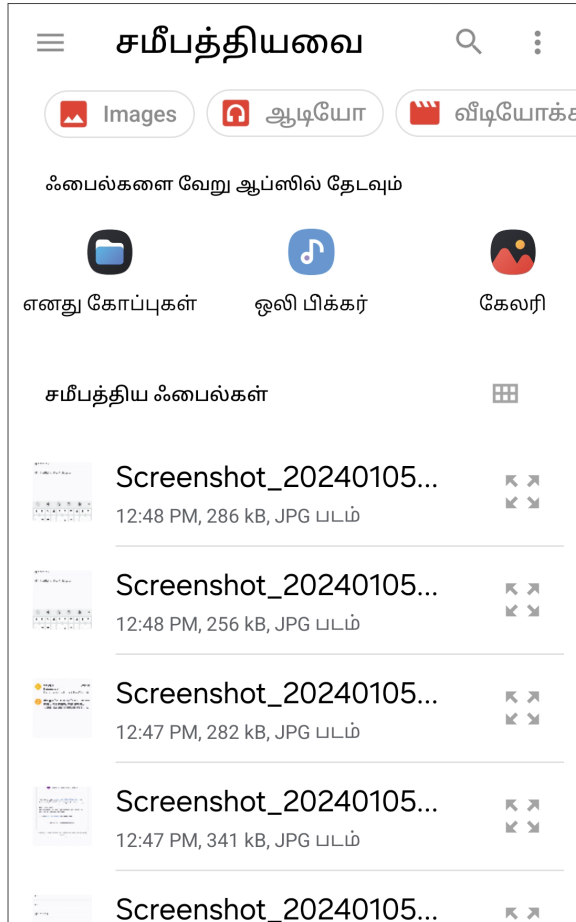 சமீபத்தியவை
Images ஆடியோ
ஃபைல்களை வேறு ஆப்ஸில் தேடவும்
எனது கோப்புகள் ஒலி பிக்கர் கேலரி
சமீபத்திய ஃபைல்கள்
Screenshot_20240105...
12:48 PM, 286 kB, JPG படம்
Screenshot_20240105...
12:48 PM, 256 kB, JPG படம்
Screenshot_20240105...
12:47 PM, 282 kB, JPG படம்
Screenshot_20240105...
12:47 PM, 341 kB, JPG படம்
Screenshot_20240105...